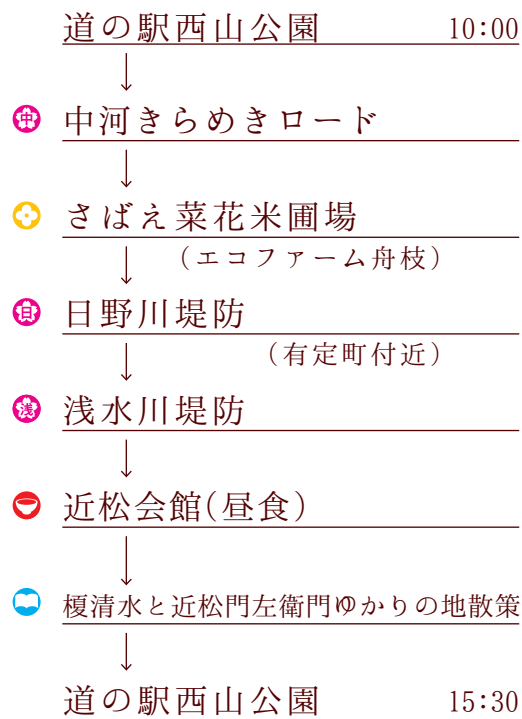 道の駅西山公園 10:00
中 中河きらめきロード
さばえ菜花米圃場
（エコファーム舟枝）
日 日野川堤防
（有定町付近）
浅 浅水川堤防
近松会館(昼食)
榎清水と近松門左衛門ゆかりの地散策
道の駅西山公園 15:30